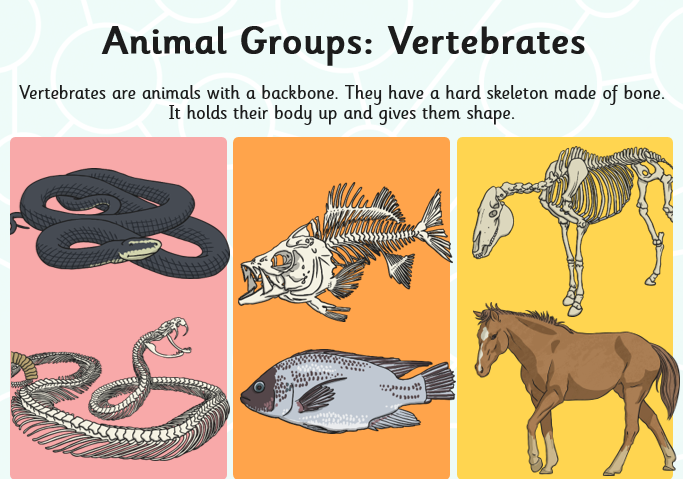 Animal Groups: Vertebrates
Vertebrates are animals with a backbone. They have a hard skeleton made of bone.
It holds their body up and gives them shape.